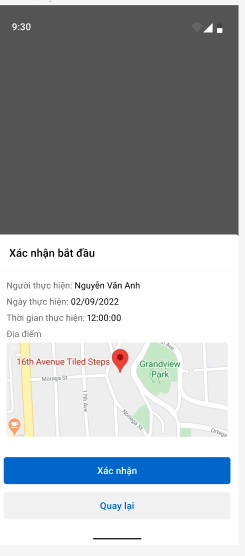 9:30
Xác nhận bắt đầu
Người thực hiện: Nguyễn Văn Anh
Ngày thực hiện: 02/09/2022
Thời gian thực hiện: 12:00:00
Địa điểm
16th Avenue Tiled Steps
Grandview
Park
Moraga St
17th Ave
Noriega St
Ortega
Xác nhận
Quay lại